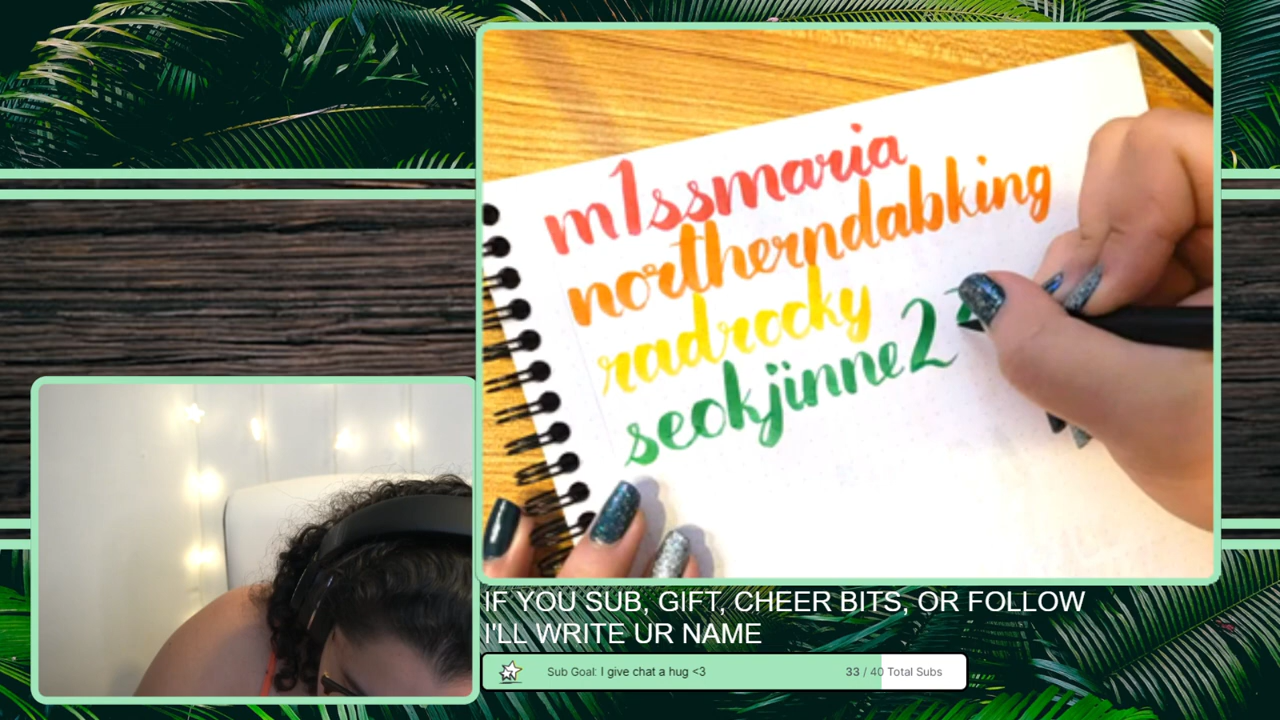 m1ssmaria
northerndabking
radrocky
seokjinne2
IF YOU SUB, GIFT, CHEER BITS, OR FOLLOW
I'LL WRITE UR NAME
Sub Goal: I give chat a hug <3 33 / 40 Total Subs